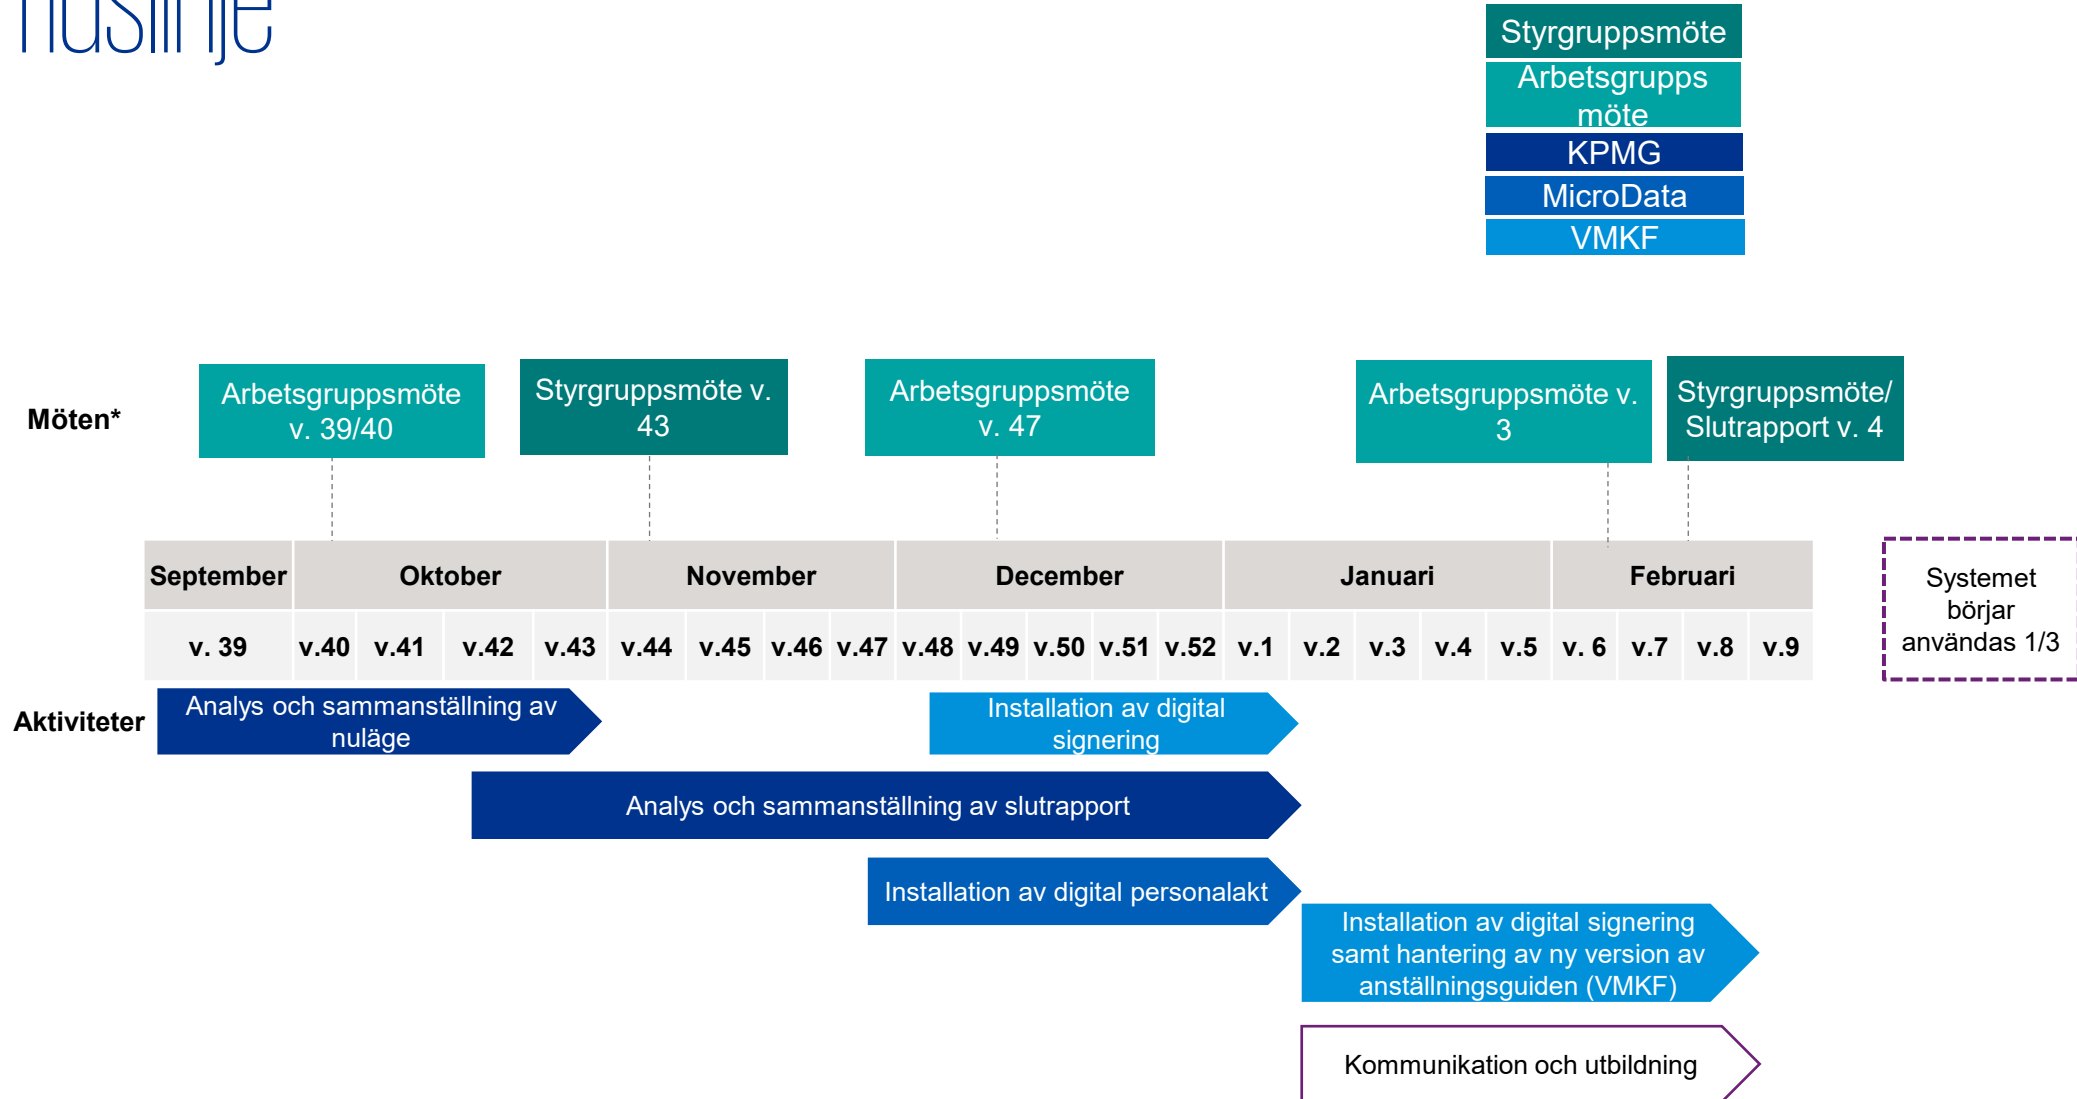 Styrgruppsmöte
Arbetsgrupps
möte
KPMG
MicroData
VMKF
Möten*
Arbetsgruppsmöte
v. 39/40
Styrgruppsmöte v.
43
Arbetsgruppsmöte
v. 47
Arbetsgruppsmöte v.
3
Styrgruppsmöte/
Slutrapport v. 4
September Oktober November December Januari Februari
v. 39 v.40 v.41 v.42 v.43 v.44 v.45 v.46 v.47 v.48 v.49 v.50 v.51 v.52 v.1 v.2 v.3 v.4 v.5 v. 6 v.7 v.8 v.9
Systemet
börjar
användas 1/3
Aktiviteter
Analys och sammanställning av
nuläge
Installation av digital
signering
Analys och sammanställning av slutrapport
Installation av digital personalakt
Installation av digital signering
samt hantering av ny version av
anställningsguiden (VMKF)
Kommunikation och utbildning